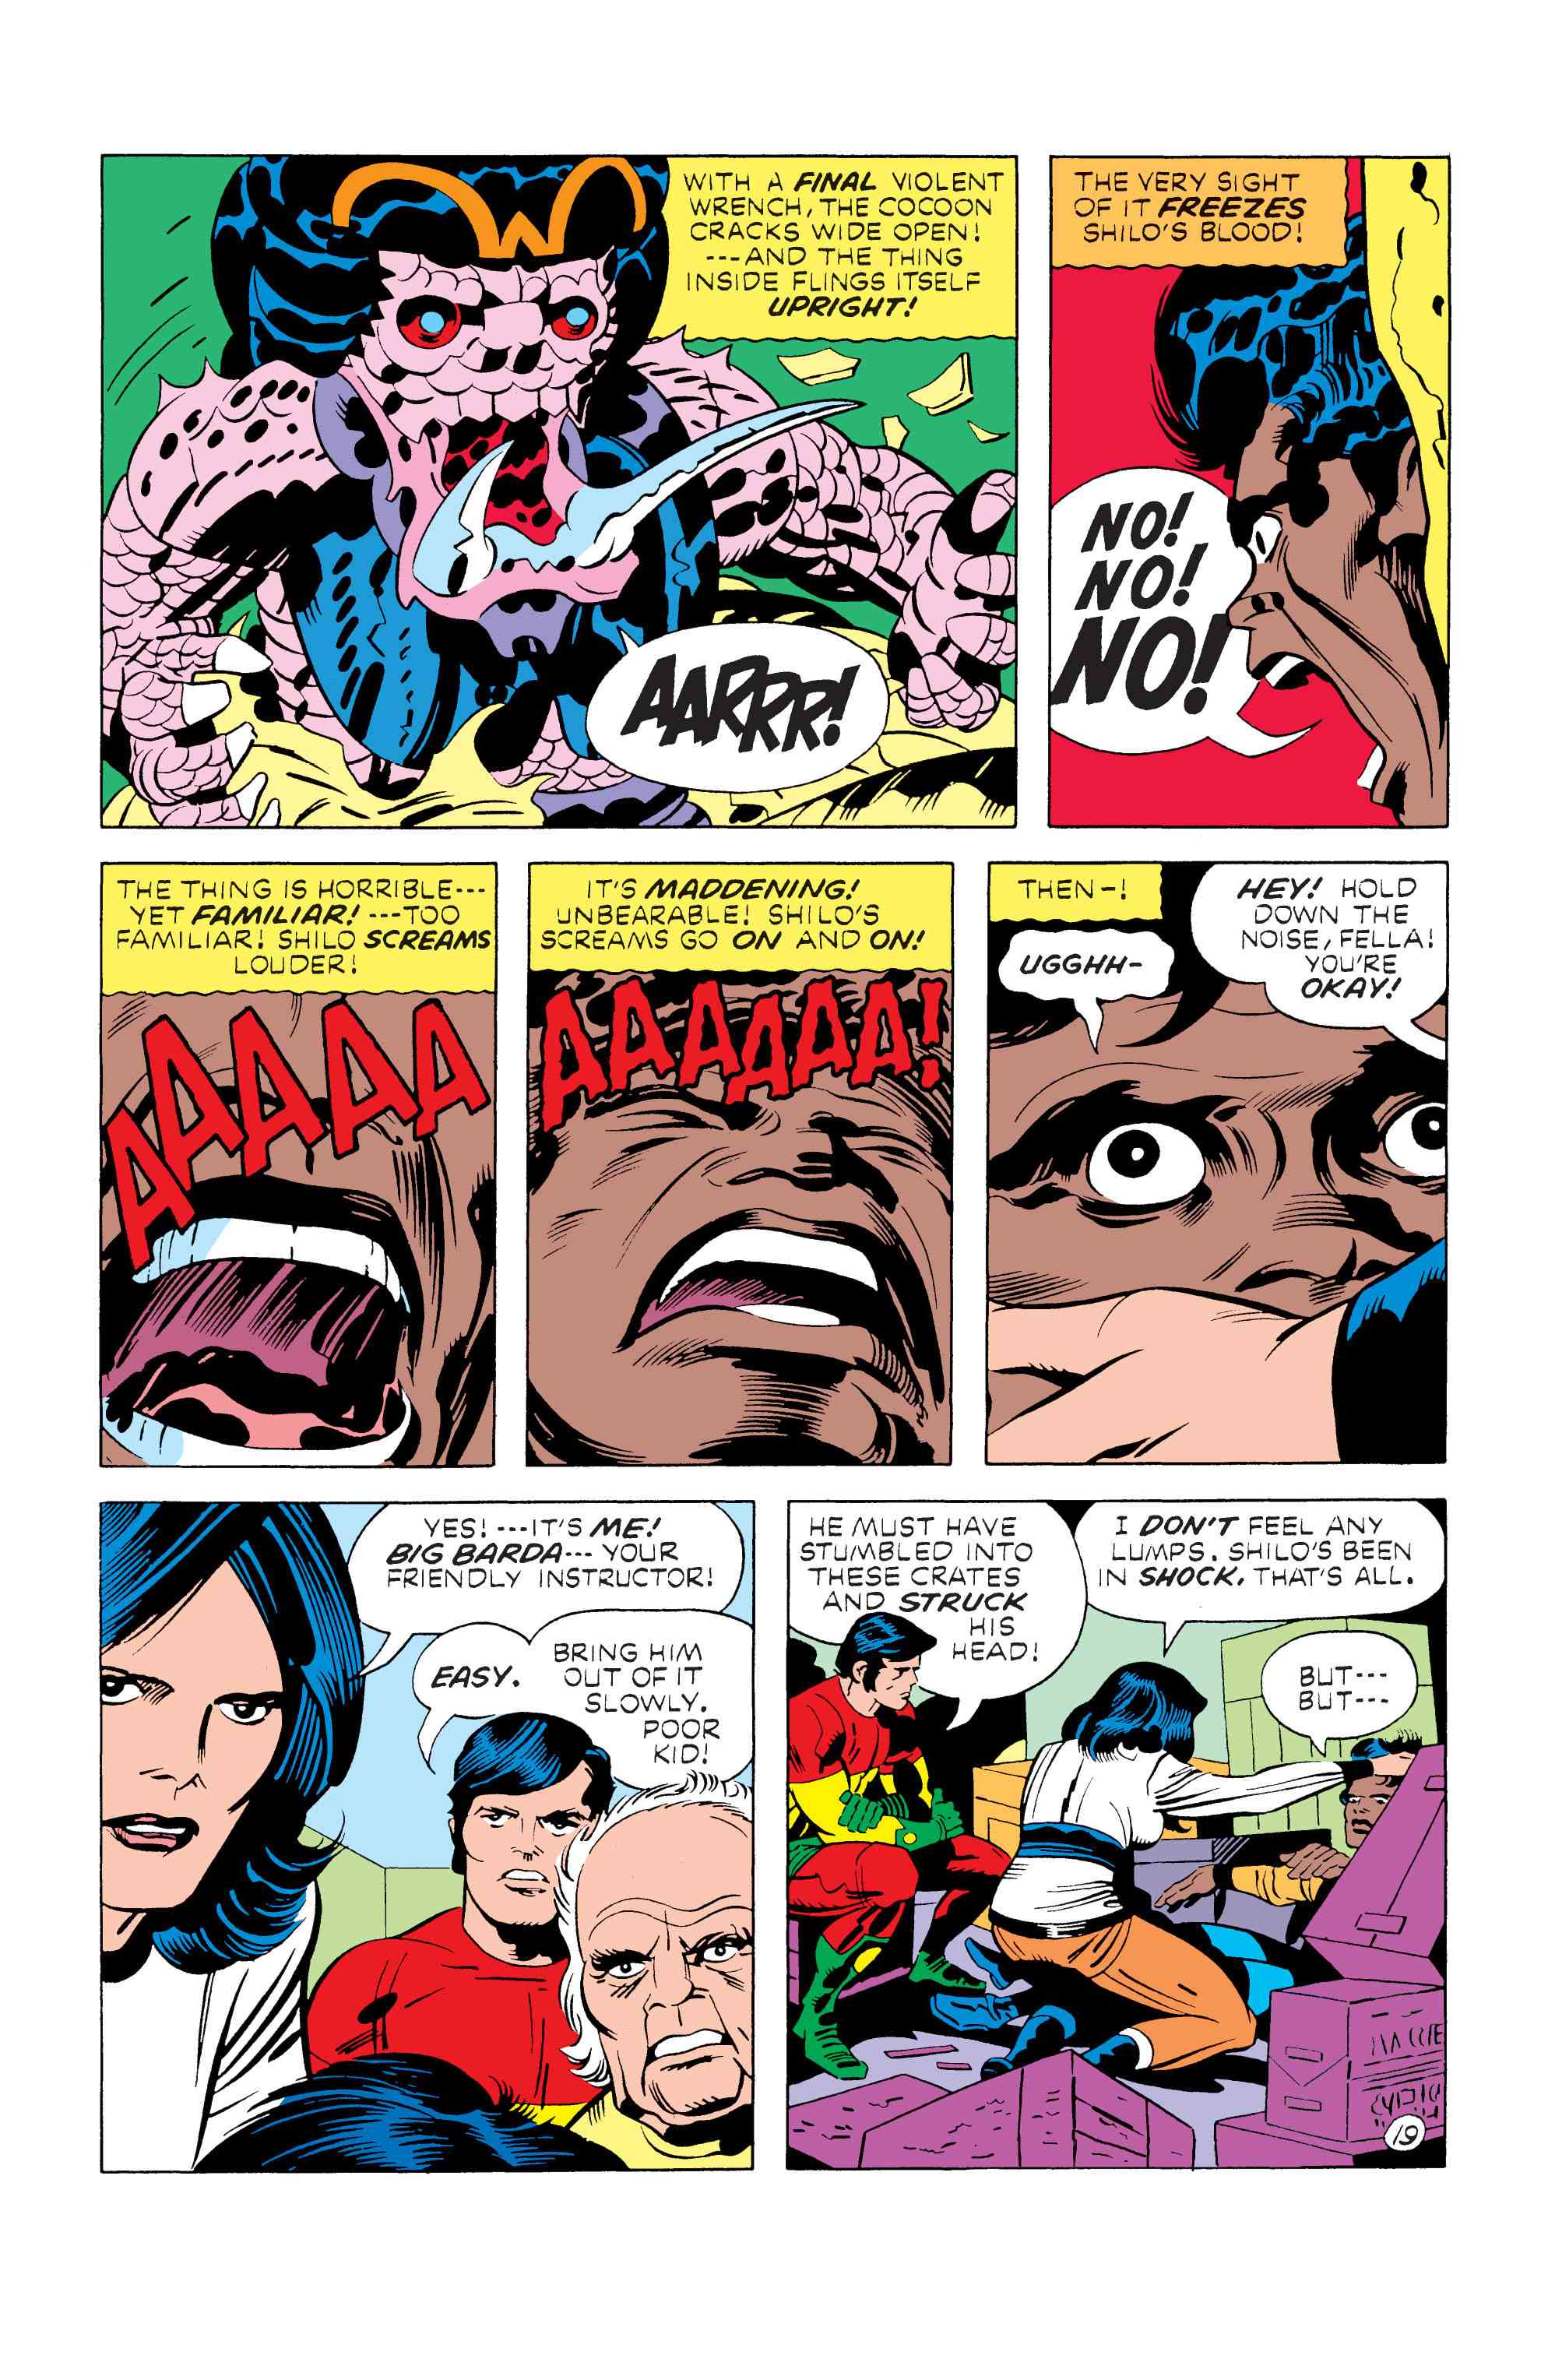 WITH A FINAL VIOLENT
WRENCH, THE COCOON
CRACKS WIDE OPEN!
---AND THE THING
INSIDE FLINGS ITSELF
UPRIGHT!
AARRR!
THE VERY SIGHT
OF IT FREEZES
SHILO'S BLOOD!
NO!
NO!
NO!
THE THING IS HORRIBLE---
YET FAMILIAR! ---TOO
FAMILIAR! SHILO SCREAMS
LOUDER!
AAAAAA
IT'S MADDENING!
UNBEARABLE! SHILO'S
SCREAMS GO ON AND ON!
AAAAAA!
THEN-!
UGGHH-
HEY! HOLD
DOWN THE
NOISE, FELLA!
YOU'RE
OKAY!
YES! ---IT'S ME!
BIG BARDA--- YOUR
FRIENDLY INSTRUCTOR!
EASY.
BRING HIM
OUT OF IT
SLOWLY.
POOR
KID!
HE MUST HAVE
STUMBLED INTO
THESE CRATES
AND STRUCK
HIS
HEAD!
I DON'T FEEL ANY
LUMPS. SHILO'S BEEN
IN SHOCK. THAT'S ALL.
BUT---
BUT---
19